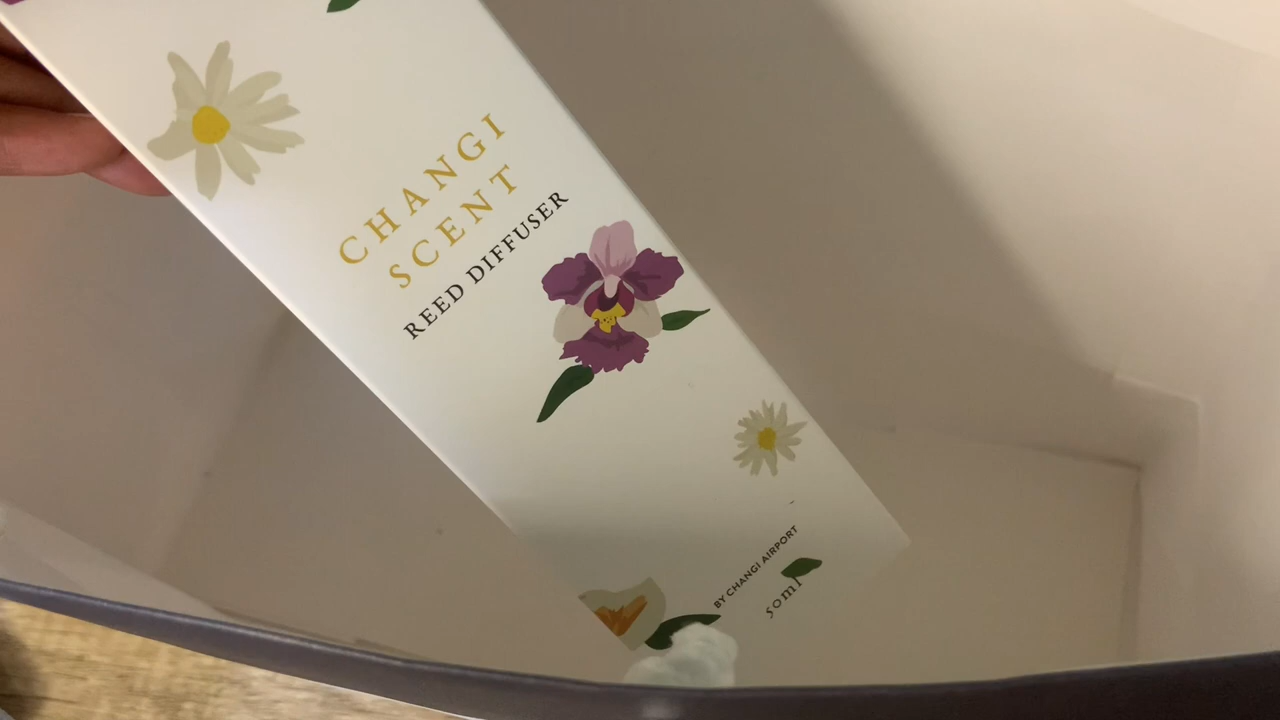 CHANGI
SCENT
REED DIFFUSER
BY CHANGI AIRPORT
50ml